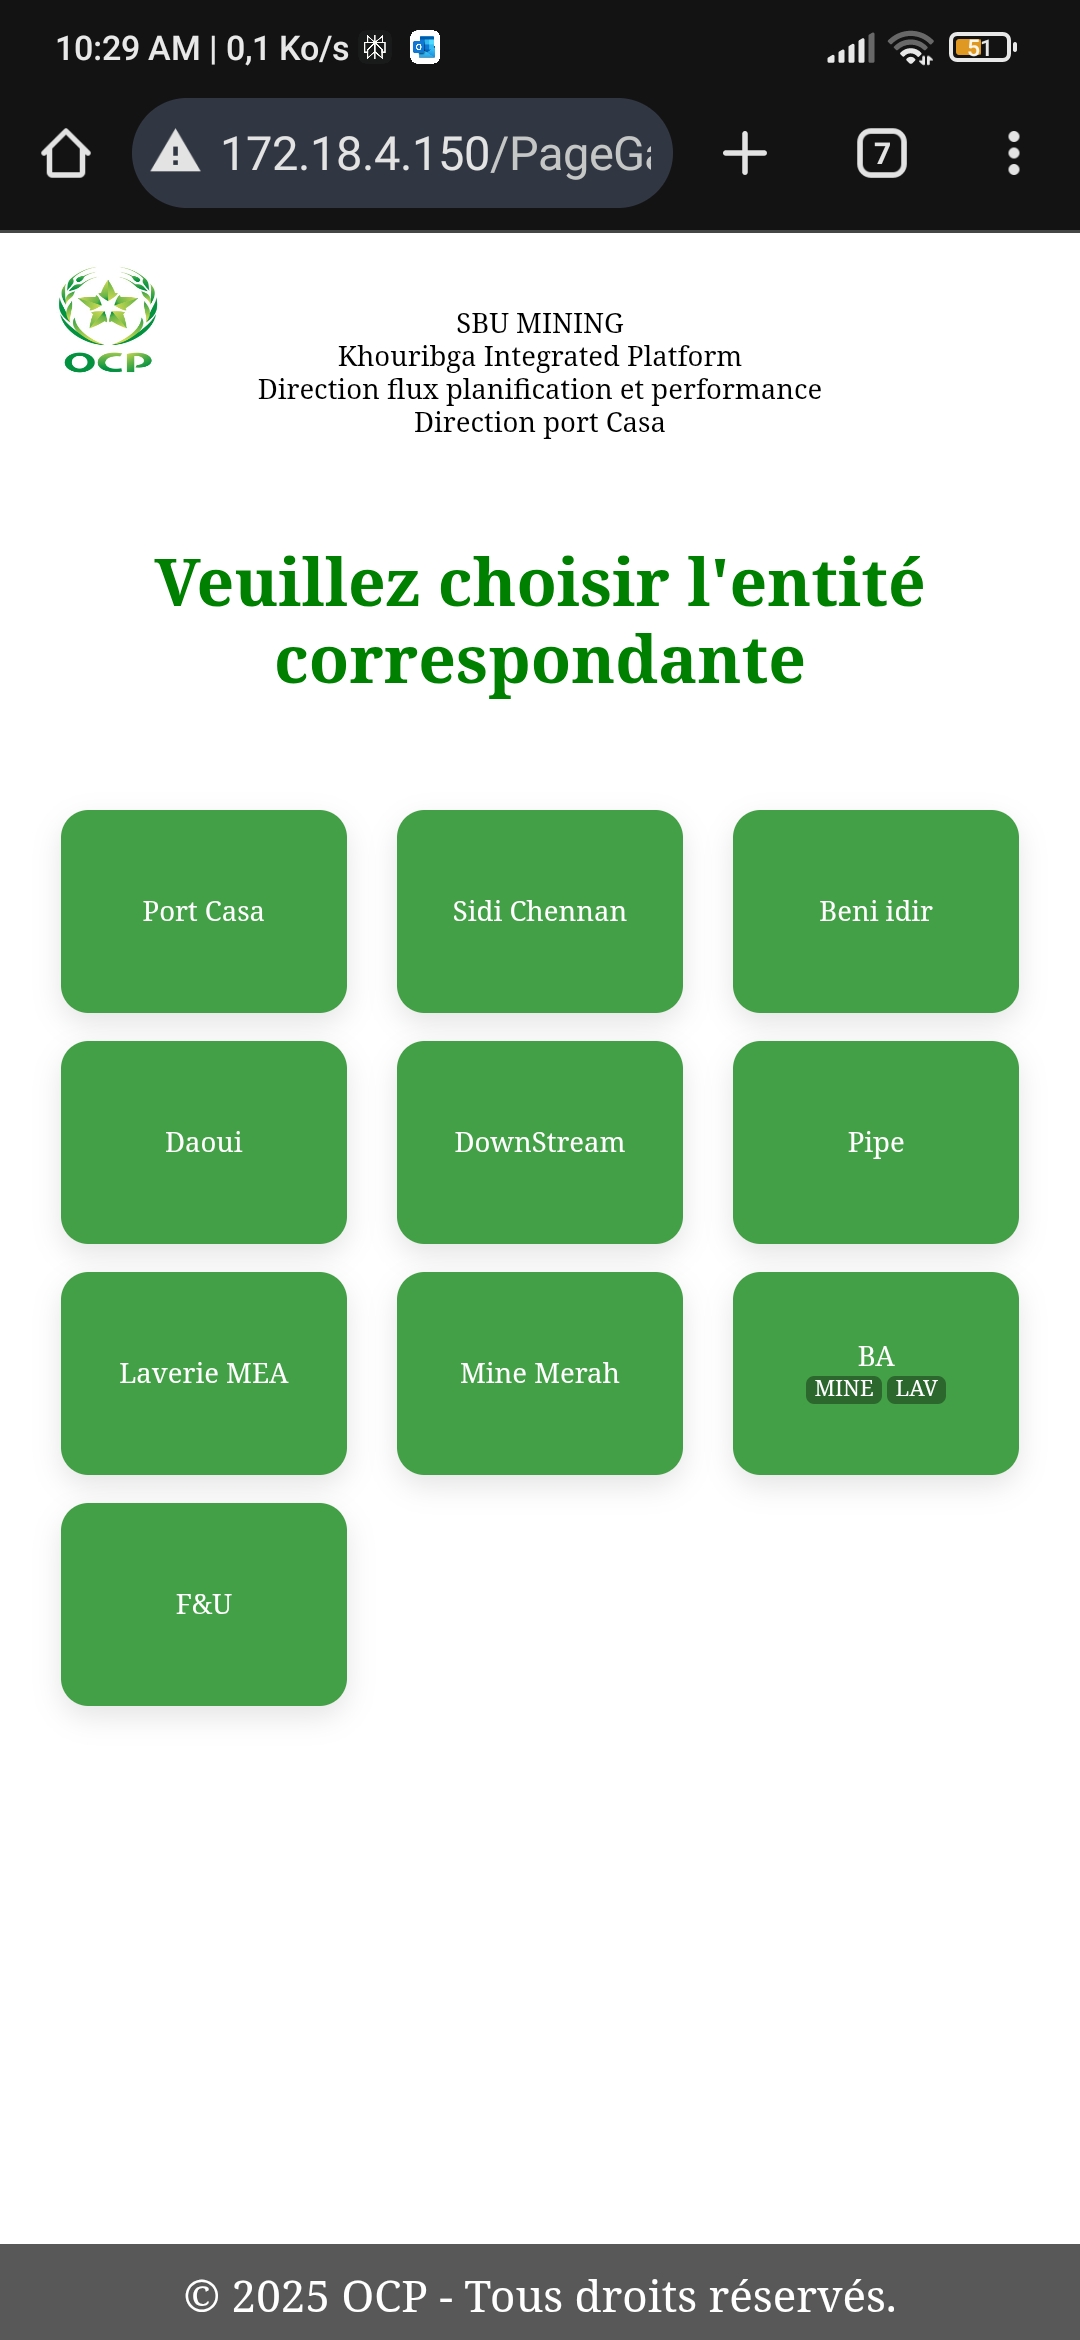 10:29 AM | 0,1 Ko/s
51
172.18.4.150/PageGa
7
OCP
SBU MINING
Khouribga Integrated Platform
Direction flux planification et performance
Direction port Casa
Veuillez choisir l'entité
correspondante
Port Casa
Sidi Chennan
Beni idir
Daoui
DownStream
Pipe
Laverie MEA
Mine Merah
BA
MINE LAV
F&U
© 2025 OCP - Tous droits réservés.